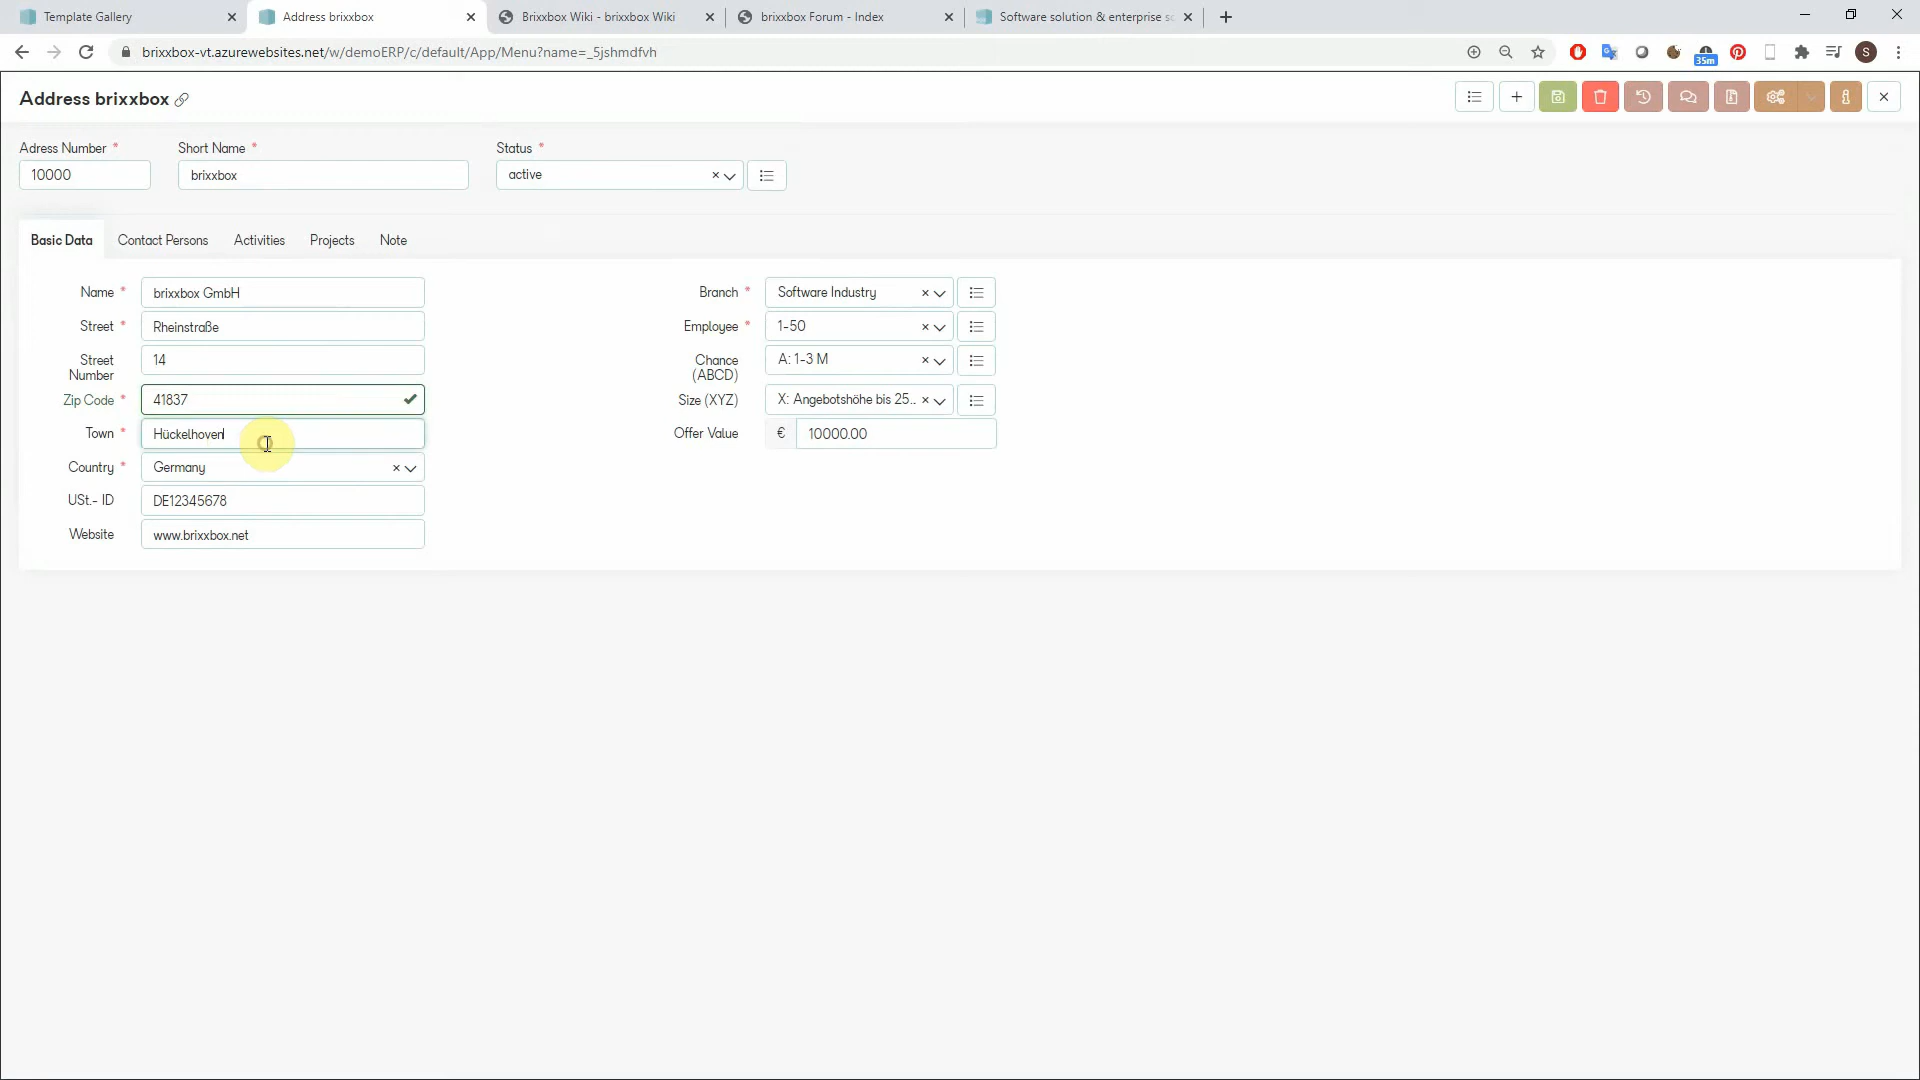 Template Gallery
Address brixxbox
Brixxbox Wiki - brixxbox Wiki
brixxbox Forum - Index
Software solution & enterprise so
brixxbox-vt.azurewebsites.net/w/demoERP/c/default/App/Menu?name=_5jshmdfvh
35m
S
Address brixxbox
Adress Number *
Short Name *
Status *
10000
brixxbox
active
Basic Data
Contact Persons
Activities
Projects
Note
Name *
brixxbox GmbH
Branch *
Software Industry
Street *
Rheinstraße
Employee *
1-50
Street Number
14
Chance (ABCD)
A: 1-3 M
Zip Code *
41837
Size (XYZ)
X: Angebotshöhe bis 25..
Town *
Hückelhoven
Offer Value
€
10000.00
Country *
Germany
USt.- ID
DE12345678
Website
www.brixxbox.net